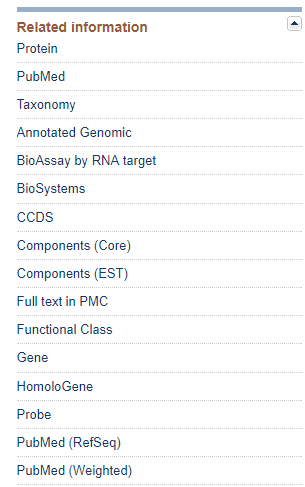 Related information
Protein
PubMed
Taxonomy
Annotated Genomic
BioAssay by RNA target
BioSystems
CCDS
Components (Core)
Components (EST)
Full text in PMC
Functional Class
Gene
HomoloGene
Probe
PubMed (RefSeq)
PubMed (Weighted)